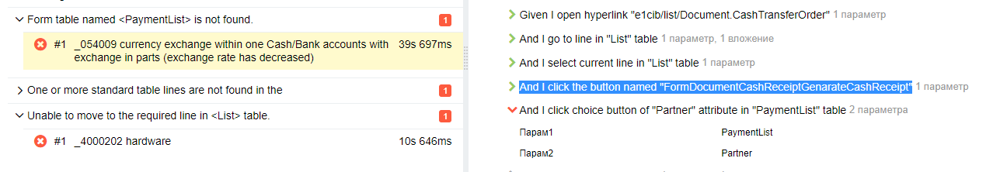 Form table named <PaymentList> is not found.
1
#1 _054009 currency exchange within one Cash/Bank accounts with
exchange in parts (exchange rate has decreased)
39s 697ms
One or more standard table lines are not found in the
1
Unable to move to the required line in <List> table.
1
#1 _4000202 hardware
10s 646ms
Given I open hyperlink "e1cib/list/Document.CashTransferOrder" 1 параметр
And I go to line in "List" table 1 параметр, 1 вложение
And I select current line in "List" table 1 параметр
And I click the button named "FormDocumentCashReceiptGenarateCashReceipt" 1 параметр
And I click choice button of "Partner" attribute in "PaymentList" table 2 параметра
Парам1 PaymentList
Парам2 Partner